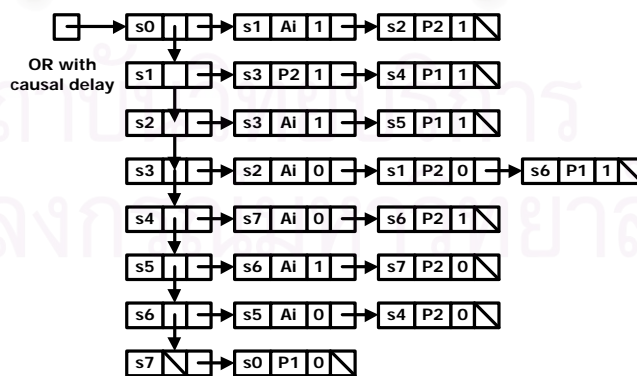 s0 s1 Ai 1 s2 P2 1
OR with
causal delay
s1 s3 P2 1 s4 P1 1
s2 s3 Ai 1 s5 P1 1
s3 s2 Ai 0 s1 P2 0 s6 P1 1
s4 s7 Ai 0 s6 P2 1
s5 s6 Ai 1 s7 P2 0
s6 s5 Ai 0 s4 P2 0
s7 s0 P1 0